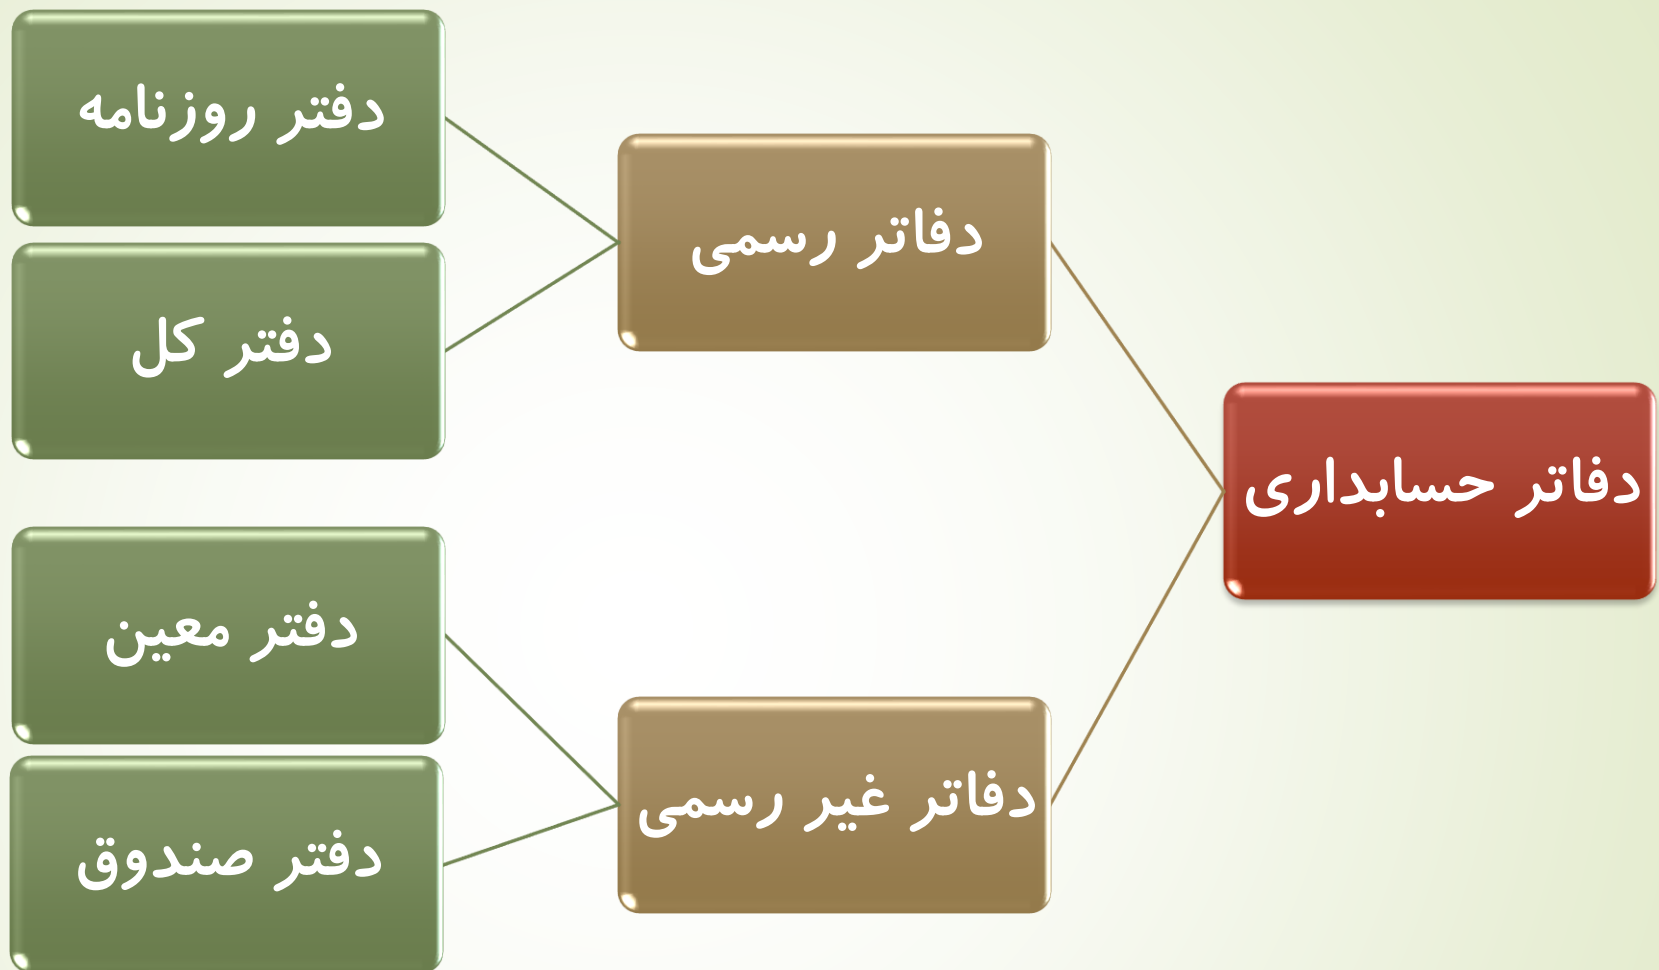 دفاتر حسابداری
دفاتر رسمی
دفتر روزنامه
دفتر کل
دفاتر غیر رسمی
دفتر معین
دفتر صندوق